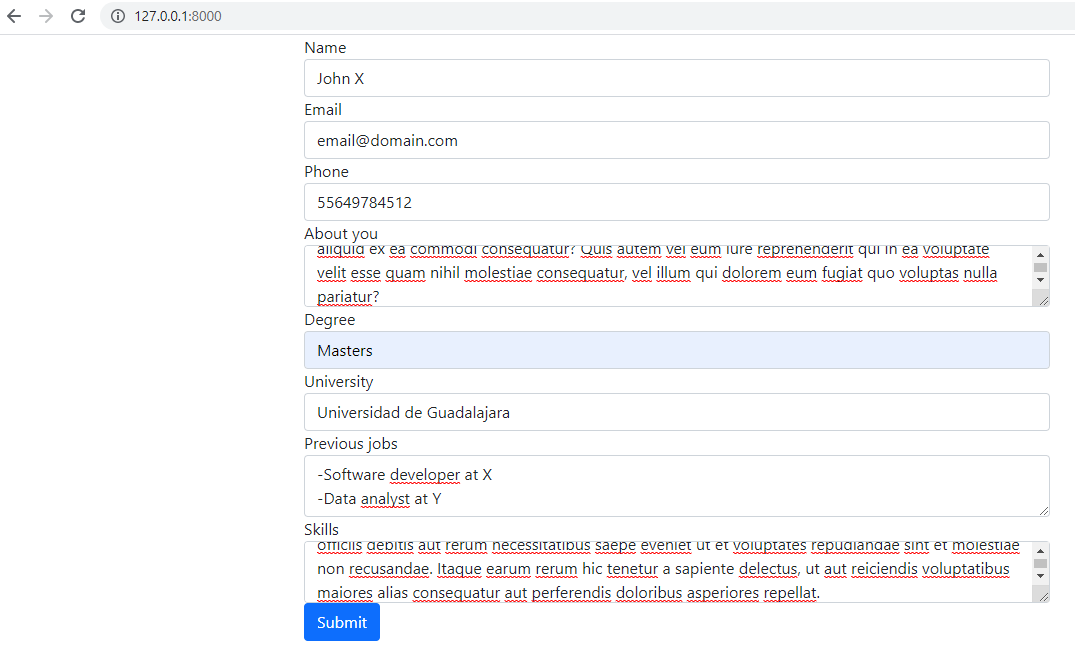 127.0.0.1:8000
Name
John X
Email
email@domain.com
Phone
55649784512
About you
aliquid ex ea commodi consequatur? Quis autem vel eum iure reprehenderit qui in ea voluptate
velit esse quam nihil molestiae consequatur, vel illum qui dolorem eum fugiat quo voluptas nulla
pariatur?
Degree
Masters
University
Universidad de Guadalajara
Previous jobs
-Software developer at X
-Data analyst at Y
Skills
officiis debitis aut rerum necessitatibus saepe eveniet ut et voluptates repudiandae sint et molestiae
non recusandae. Itaque earum rerum hic tenetur a sapiente delectus, ut aut reiciendis voluptatibus
maiores alias consequatur aut perferendis doloribus asperiores repellat.
Submit